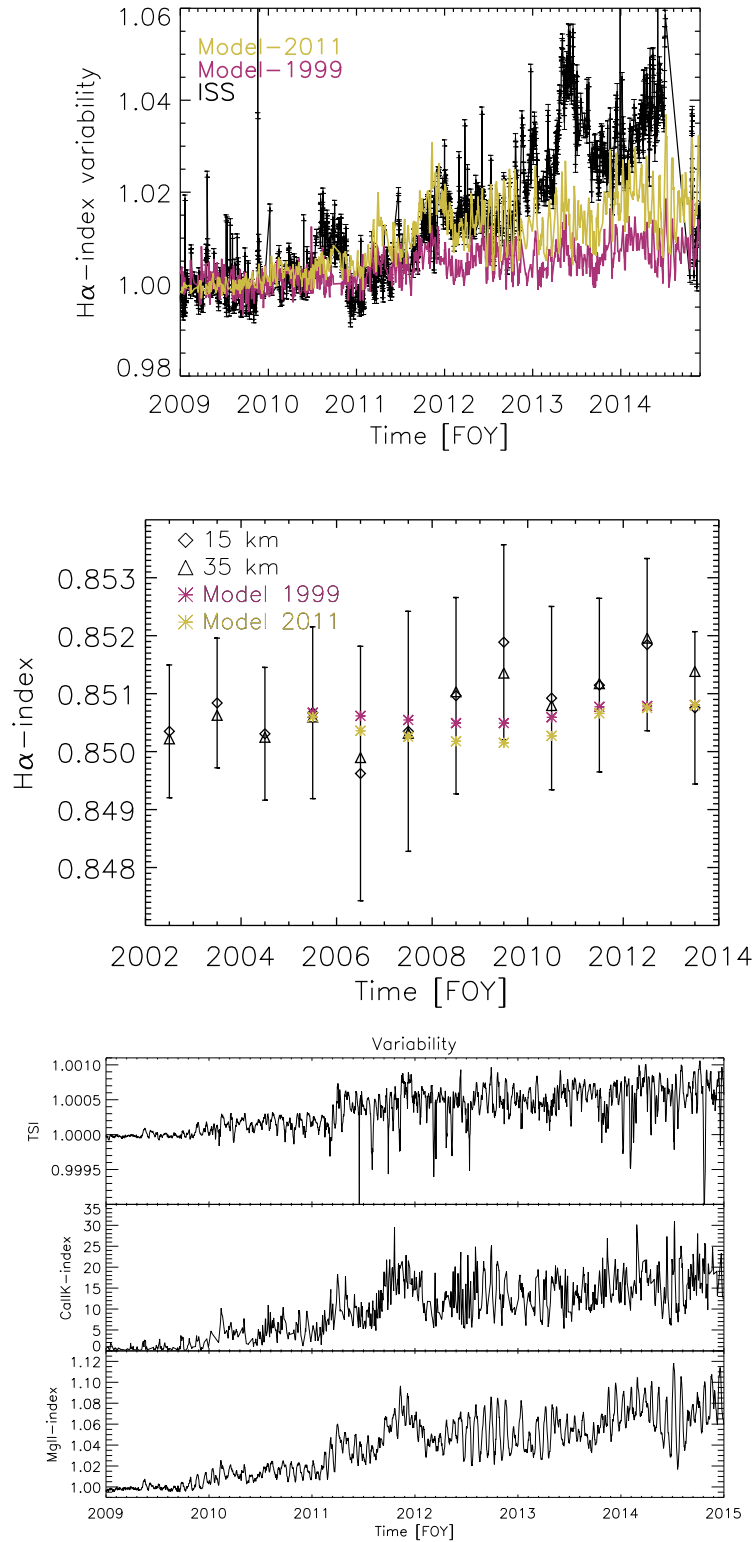 1.06
1.04
1.02
1.00
0.98
Hα-index variability
Model-2011
Model-1999
ISS
2009 2010 2011 2012 2013 2014
Time [FOY]
0.853
0.852
0.851
0.850
0.849
0.848
Hα-index
15 km
35 km
Model 1999
Model 2011
2002 2004 2006 2008 2010 2012 2014
Time [FOY]
Variability
1.0010
1.0005
1.0000
0.9995
TSI
35
30
25
20
15
10
5
0
CaIIK-index
1.12
1.10
1.08
1.06
1.04
1.02
1.00
MgII-index
2009 2010 2011 2012 2013 2014 2015
Time [FOY]